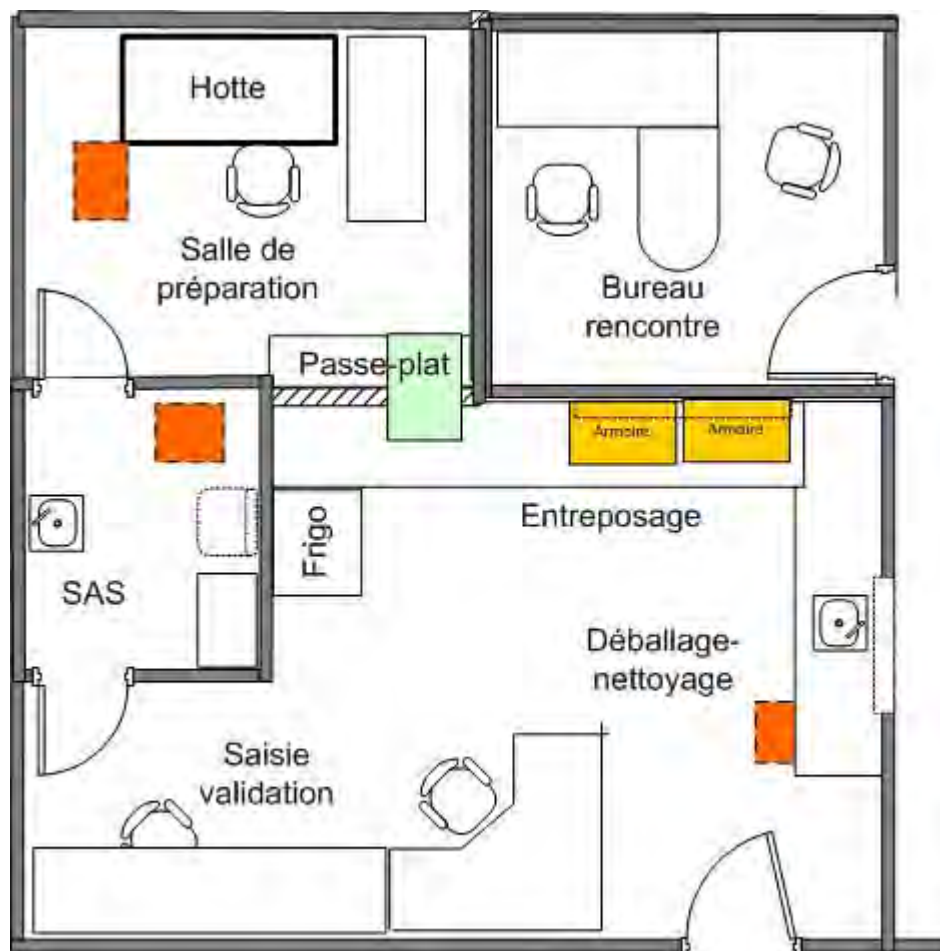 Hotte
Salle de
préparation
Bureau
rencontre
Passe-plat
Armoire
Armoire
Entreposage
Frigo
SAS
Déballage-
nettoyage
Saisie
validation